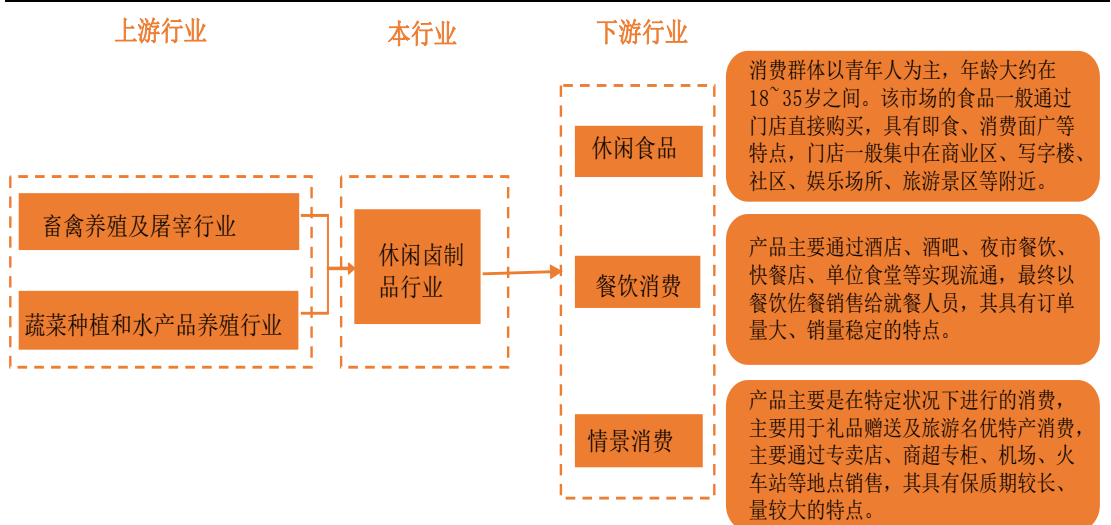 上游行业
本行业
下游行业
畜禽养殖及屠宰行业
蔬菜种植和水产品养殖行业
休闲卤制
品行业
休闲食品
消费群体以青年人为主，年龄大约在
18~35岁之间。该市场的食品一般通过
门店直接购买，具有即食、消费面广等
特点，门店一般集中在商业区、写字楼、
社区、娱乐场所、旅游景区等附近。
餐饮消费
产品主要通过酒店、酒吧、夜市餐饮、
快餐店、单位食堂等实现流通，最终以
餐饮佐餐销售给就餐人员，其具有订单
量大、销量稳定的特点。
情景消费
产品主要是在特定状况下进行的消费，
主要用于礼品赠送及旅游名优特产消费，
主要通过专卖店、商超专柜、机场、火
车站等地点销售，其具有保质期较长、
量较大的特点。